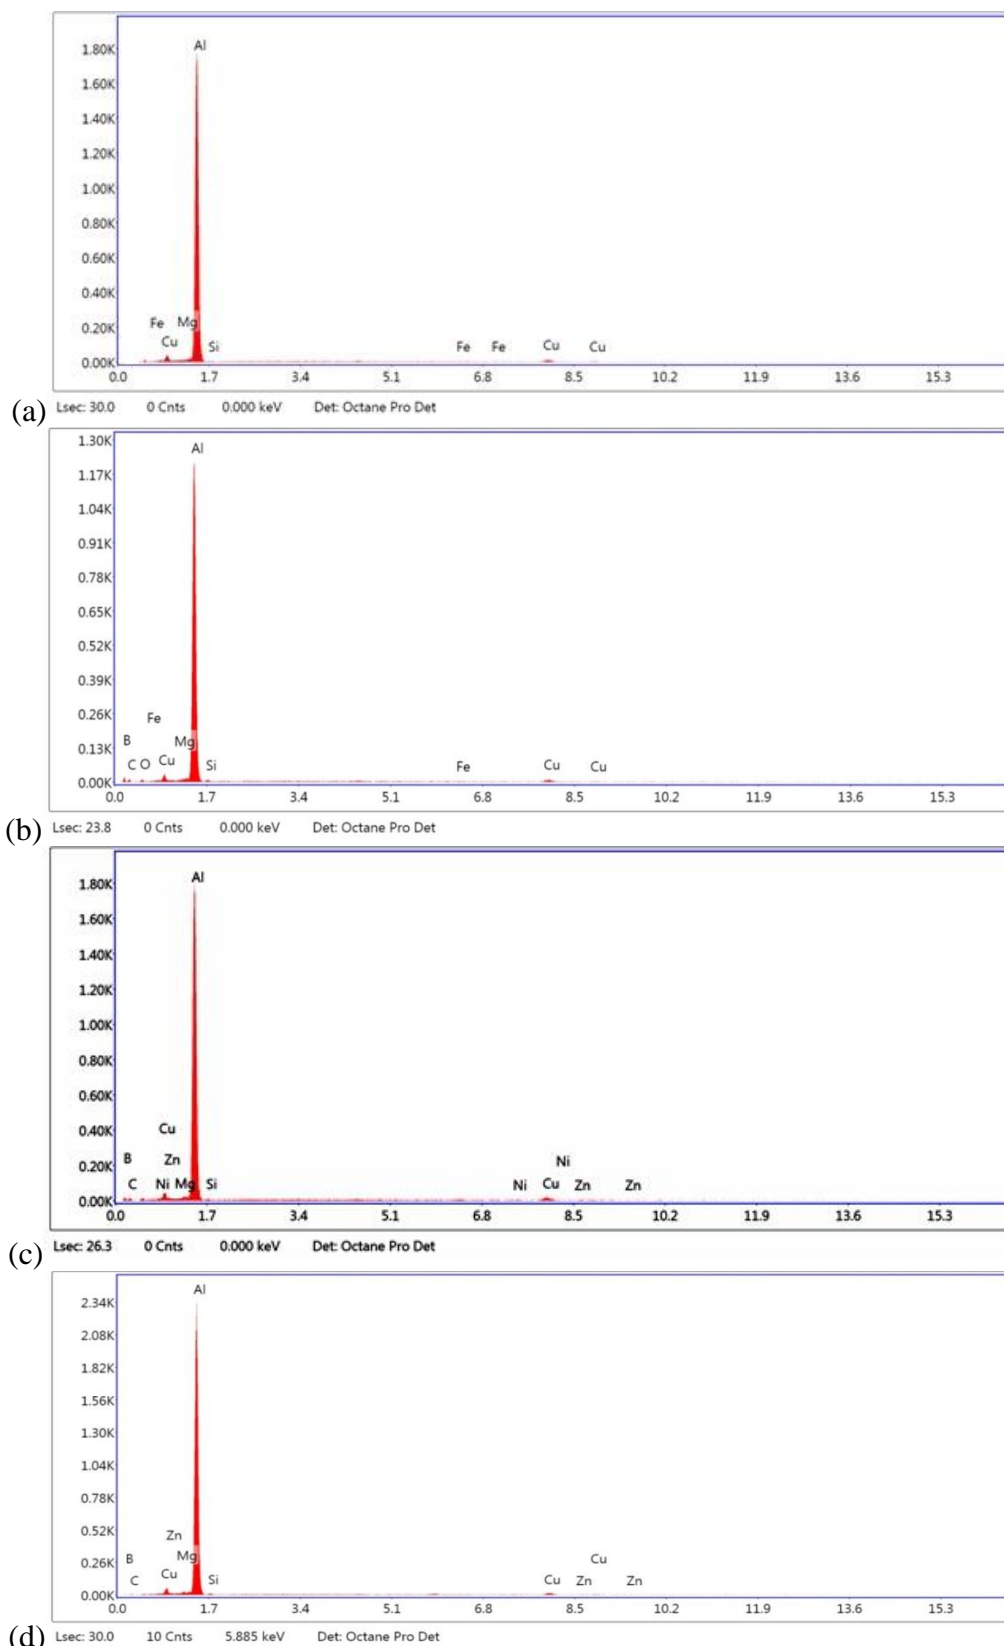 1.80K
Al
1.60K
1.40K
1.20K
1.00K
0.80K
0.60K
0.40K
0.20K Fe Mg
Cu Si Fe Fe Cu Cu
0.00K
0.0 1.7 3.4 5.1 6.8 8.5 10.2 11.9 13.6 15.3
(a) Lsec: 30.0 0 Cnts 0.000 keV Det: Octane Pro Det
1.30K
Al
1.17K
1.04K
0.91K
0.78K
0.65K
0.52K
0.39K
0.26K Fe
B Mg
0.13K
C O Cu Si Fe Cu Cu
0.00K
0.0 1.7 3.4 5.1 6.8 8.5 10.2 11.9 13.6 15.3
(b) Lsec: 23.8 0 Cnts 0.000 keV Det: Octane Pro Det
Al
1.80K
1.60K
1.40K
1.20K
1.00K
0.80K
0.60K
0.40K Cu
B Zn Ni
0.20K
C Ni Mg Si Ni Cu Zn Zn
0.00K
0.0 1.7 3.4 5.1 6.8 8.5 10.2 11.9 13.6 15.3
(c) Lsec: 26.3 0 Cnts 0.000 keV Det: Octane Pro Det
Al
2.34K
2.08K
1.82K
1.56K
1.30K
1.04K
0.78K
0.52K Zn
B Mg Cu
0.26K
C Cu Si Cu Zn Zn
0.00K
0.0 1.7 3.4 5.1 6.8 8.5 10.2 11.9 13.6 15.3
(d) Lsec: 30.0 10 Cnts 5.885 keV Det: Octane Pro Det